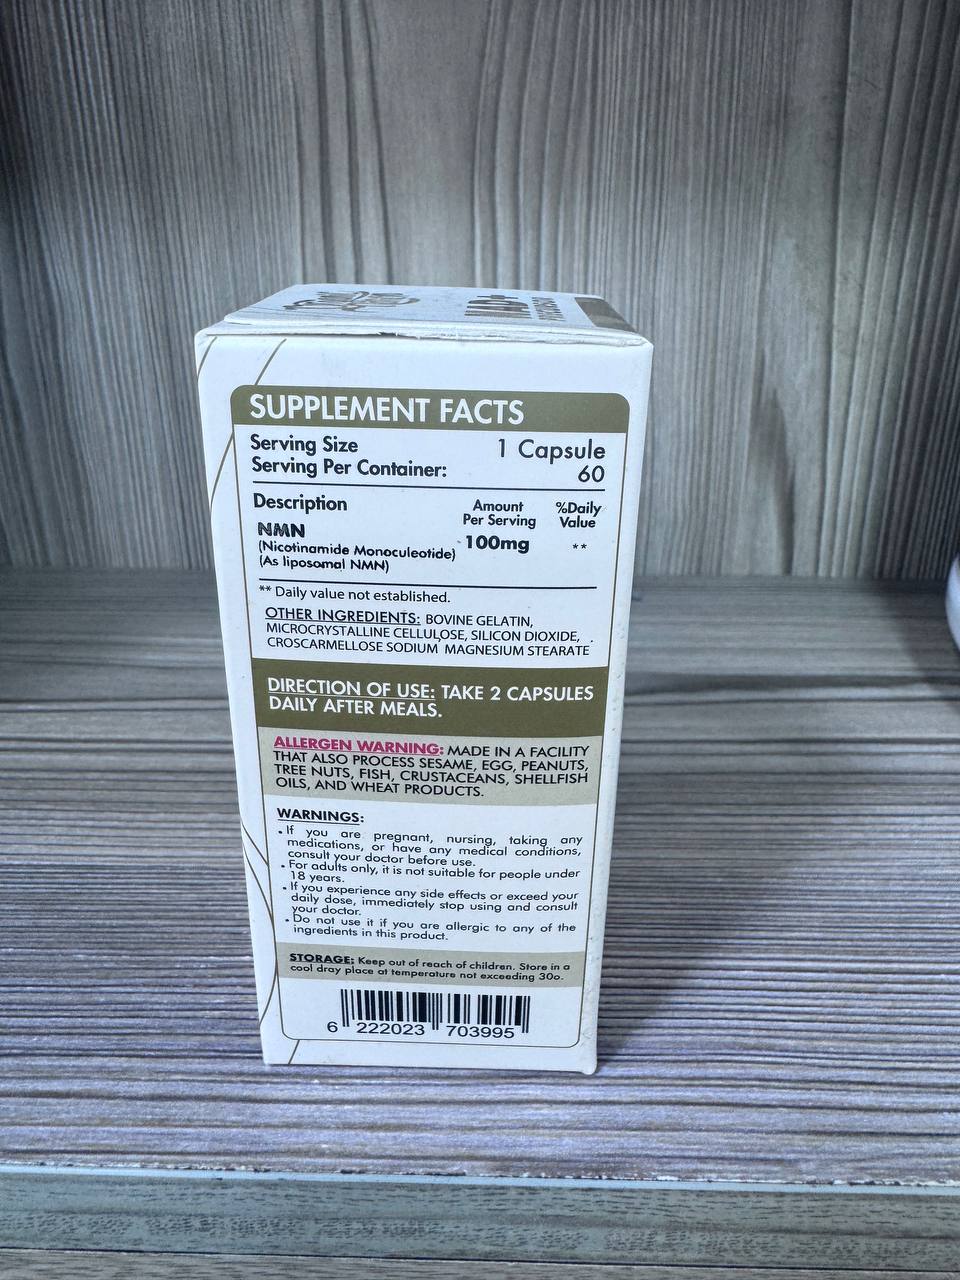 NAD+
SUPPLEMENT FACTS
Serving Size 1 Capsule
Serving Per Container: 60
Description Amount Per Serving %Daily Value
NMN
(Nicotinamide Monoculeotide) 100mg **
(As liposomal NMN)
** Daily value not established.
OTHER INGREDIENTS: BOVINE GELATIN,
MICROCRYSTALLINE CELLULOSE, SILICON DIOXIDE,
CROSCARMELLOSE SODIUM MAGNESIUM STEARATE
DIRECTION OF USE: TAKE 2 CAPSULES
DAILY AFTER MEALS.
ALLERGEN WARNING: MADE IN A FACILITY
THAT ALSO PROCESS SESAME, EGG, PEANUTS,
TREE NUTS, FISH, CRUSTACEANS, SHELLFISH
OILS, AND WHEAT PRODUCTS.
WARNINGS:
• If you are pregnant, nursing, taking any
medications, or have any medical conditions,
consult your doctor before use.
• For adults only, it is not suitable for people under
18 years.
• If you experience any side effects or exceed your
daily dose, immediately stop using and consult
your doctor.
• Do not use it if you are allergic to any of the
ingredients in this product.
STORAGE: Keep out of reach of children. Store in a
cool dray place at temperature not exceeding 30o.
6 222023 703995